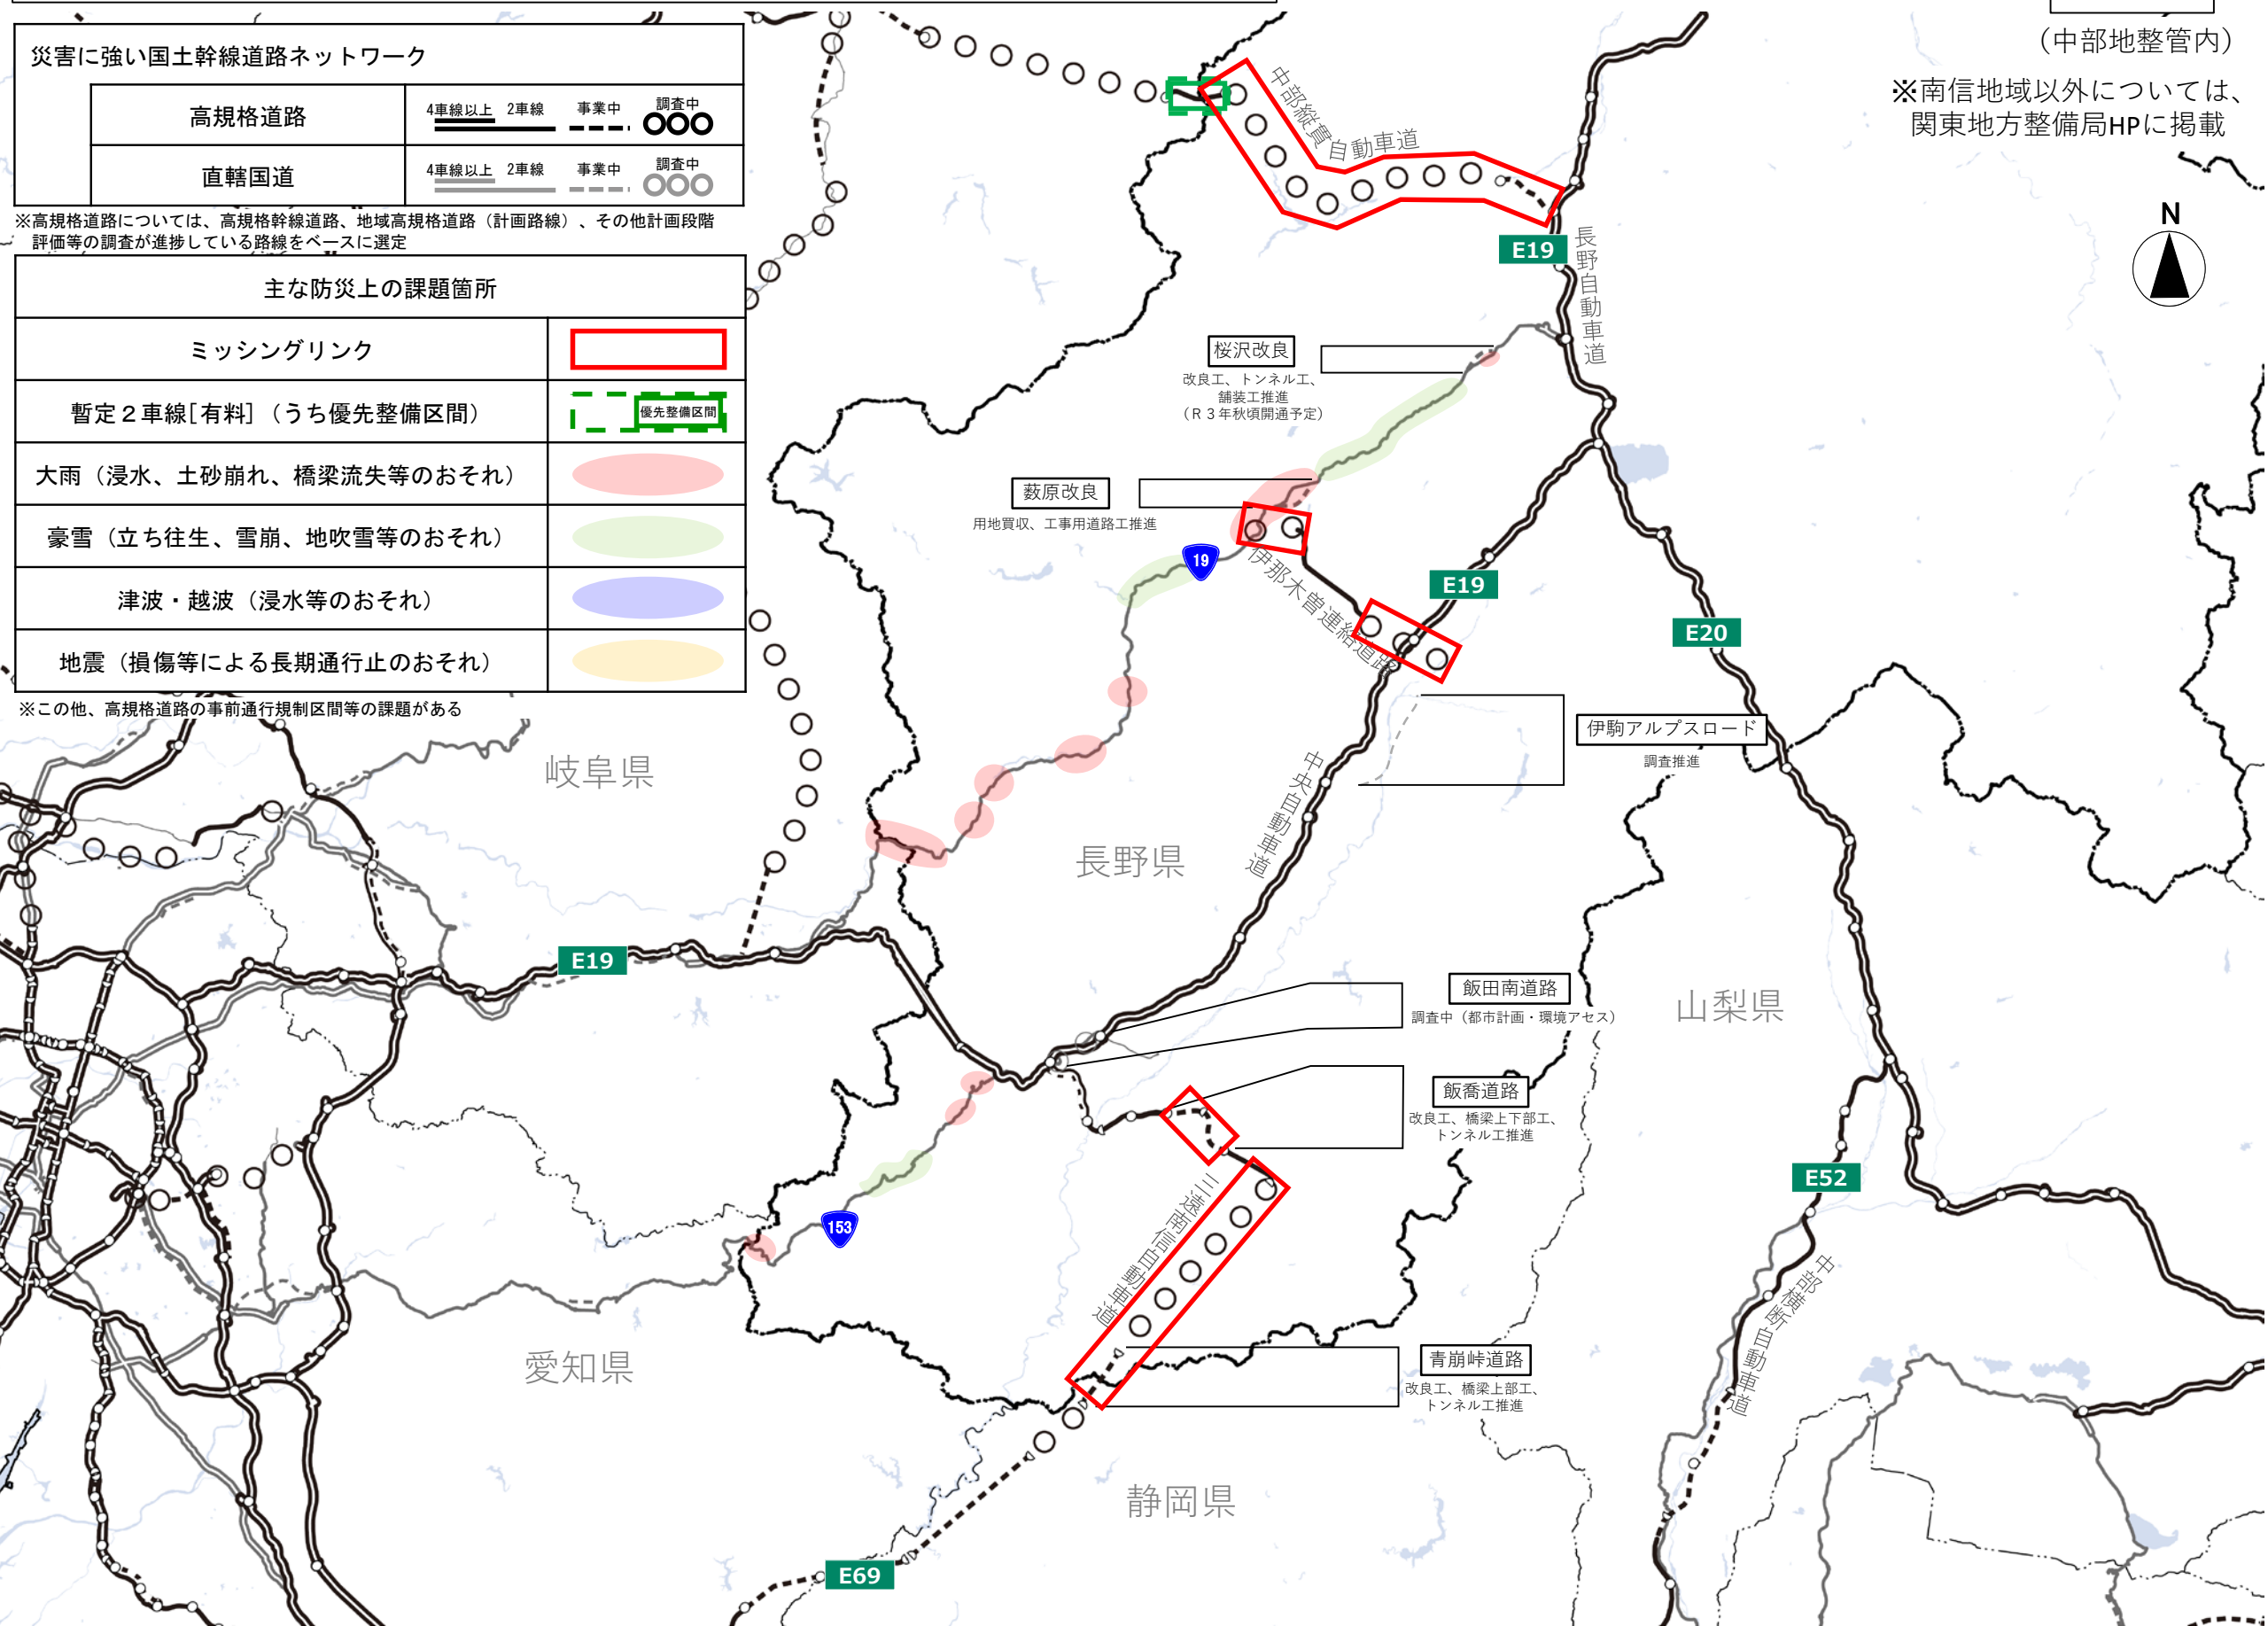 災害に強い国土幹線道路ネットワーク
高規格道路
4車線以上 2車線 事業中 調査中
直轄国道
4車線以上 2車線 事業中 調査中
※高規格道路については、高規格幹線道路、地域高規格道路（計画路線）、その他計画段階
評価等の調査が進捗している路線をベースに選定
主な防災上の課題箇所
ミッシングリンク
暫定２車線[有料]（うち優先整備区間）
優先整備区間
大雨（浸水、土砂崩れ、橋梁流失等のおそれ）
豪雪（立ち往生、雪崩、地吹雪等のおそれ）
津波・越波（浸水等のおそれ）
地震（損傷等による長期通行止のおそれ）
※この他、高規格道路の事前通行規制区間等の課題がある
（中部地整管内）
※南信地域以外については、
関東地方整備局HPに掲載
N
中部縦貫自動車道
E19
長野自動車道
桜沢改良
改良工、トンネル工、
舗装工推進
（Ｒ３年秋頃開通予定）
薮原改良
用地買収、工事用道路工推進
19
伊那木曽連絡道路
E19
E20
伊駒アルプスロード
調査推進
岐阜県
中央自動車道
長野県
E19
飯田南道路
調査中（都市計画・環境アセス）
山梨県
飯喬道路
改良工、橋梁上下部工、
トンネル工推進
E52
153
三遠南信自動車道
中部横断自動車道
愛知県
青崩峠道路
改良工、橋梁上部工、
トンネル工推進
静岡県
E69